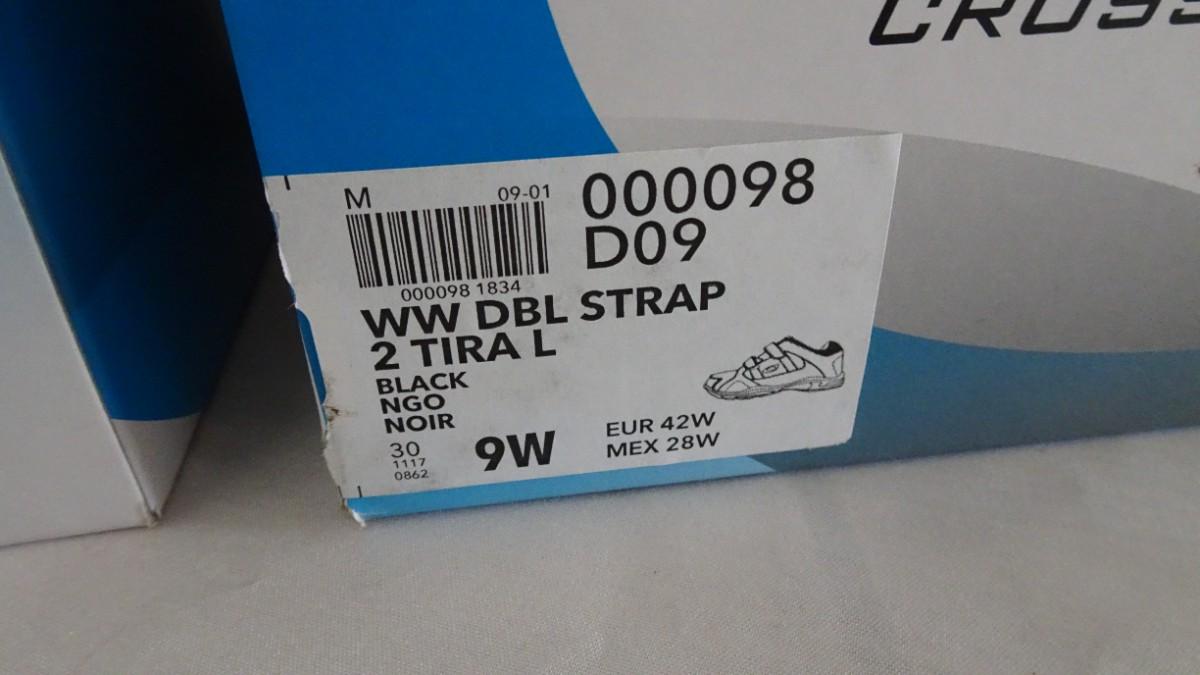 CROSS
M 09-01
000098
D09
000098 1834
WW DBL STRAP
2 TIRA L
BLACK
NGO
NOIR
30
1117
0862
9W
EUR 42W
MEX 28W